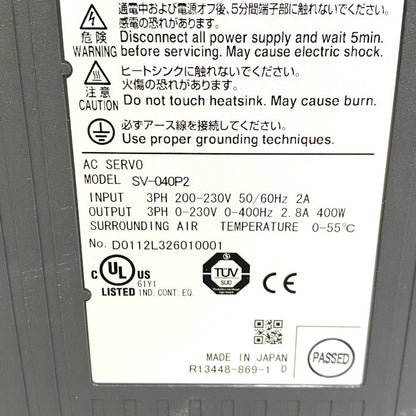 通電中および電源オフ後、5分間端子部に触れないでください。
感電の恐れがあります。
危険
WARNING
Disconnect all power supply and wait 5min.
before servicing. May cause electric shock.
注意
CAUTION
ヒートシンクに触れないでください。
火傷の恐れがあります。
Do not touch heatsink. May cause burn.
必ずアース線を接続してください。
Use proper grounding techniques.
AC SERVO
MODEL SV-040P2
INPUT 3PH 200-230V 50/60Hz 2A
OUTPUT 3PH 0-230V 0-400Hz 2.8A 400W
SURROUNDING AIR TEMPERATURE 0-55℃
No. D0112L326010001
C UL US
LISTED
61Y1
IND. CONT. EQ.
TÜV
SÜD
CE
MADE IN JAPAN
R13448-869-1 D
PASSED